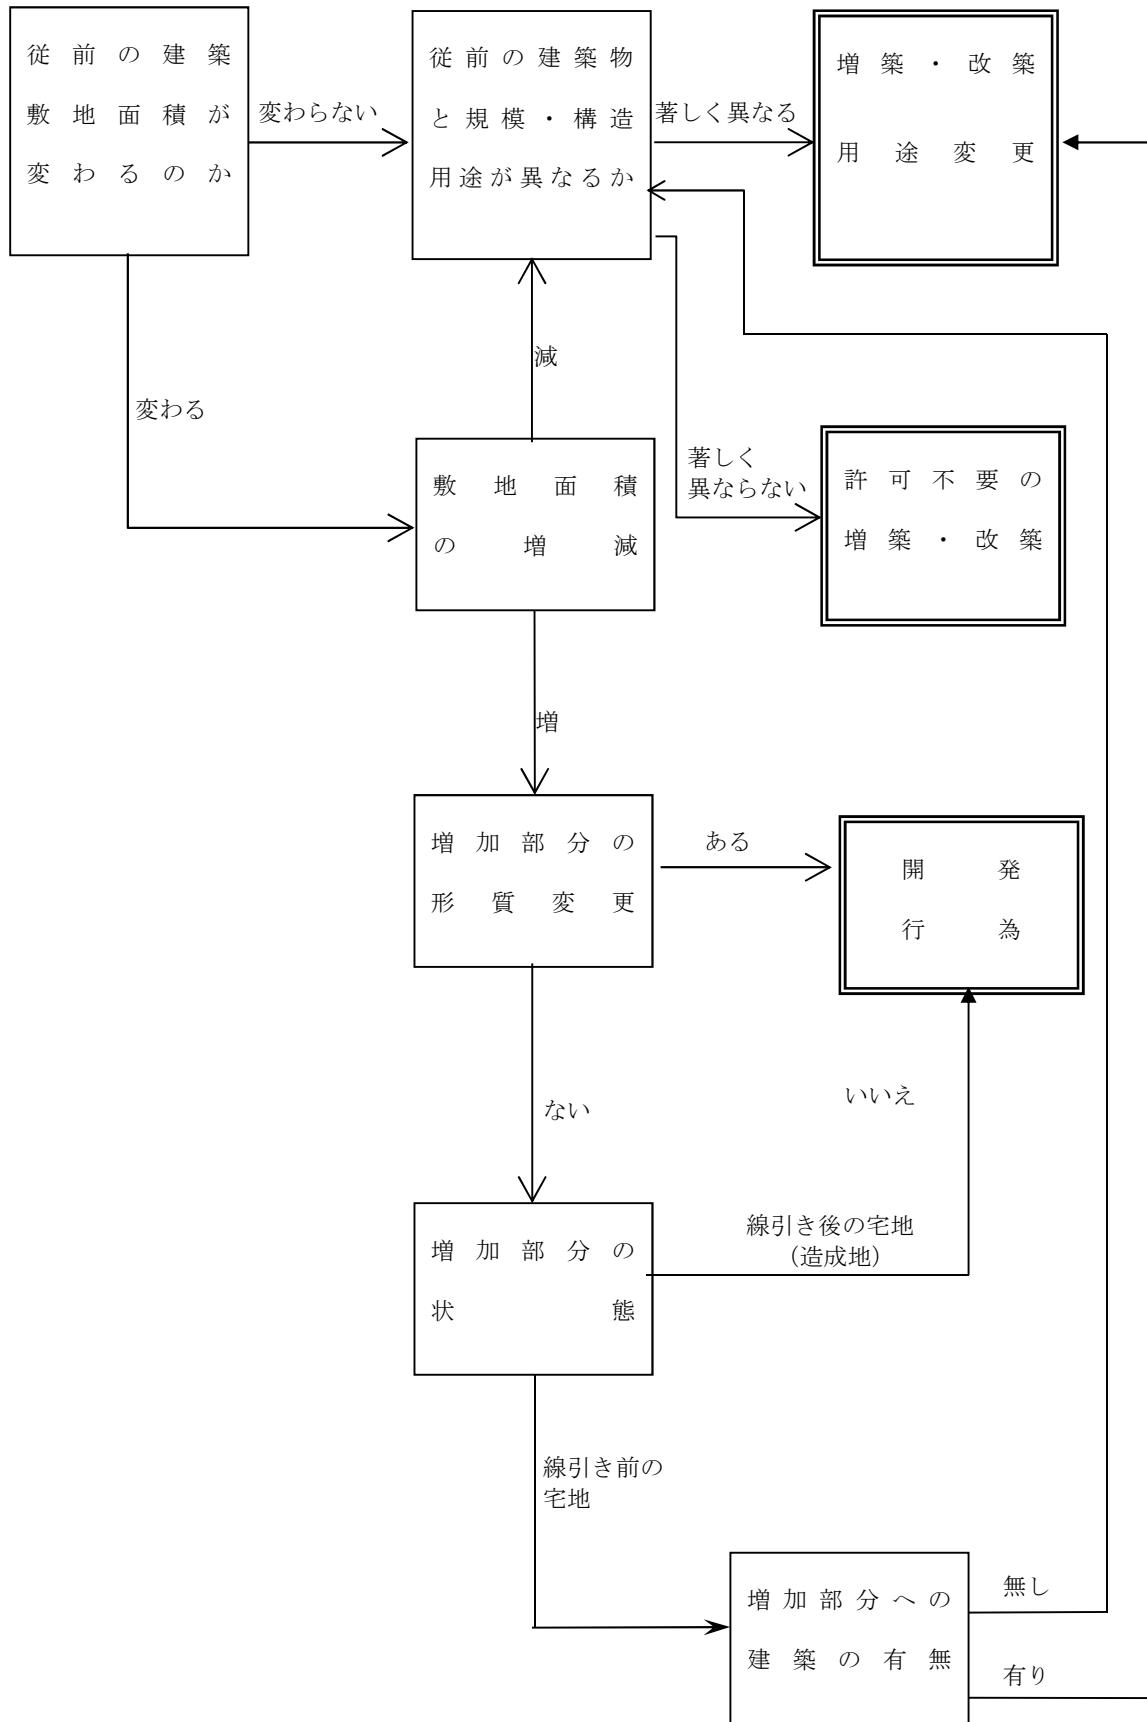 従前の建築
敷地面積が
変わるのか
変わらない
従前の建築物
と規模・構造
用途が異なるか
著しく異なる
増築・改築
用途変更
減
変わる
著しく
異ならない
敷地面積
の増減
許可不要の
増築・改築
増
増加部分の
形質変更
ある
開発
行為
ない
いいえ
増加部分の
状態
線引き後の宅地
（造成地）
線引き前の
宅地
増加部分への
建築の有無
無し
有り